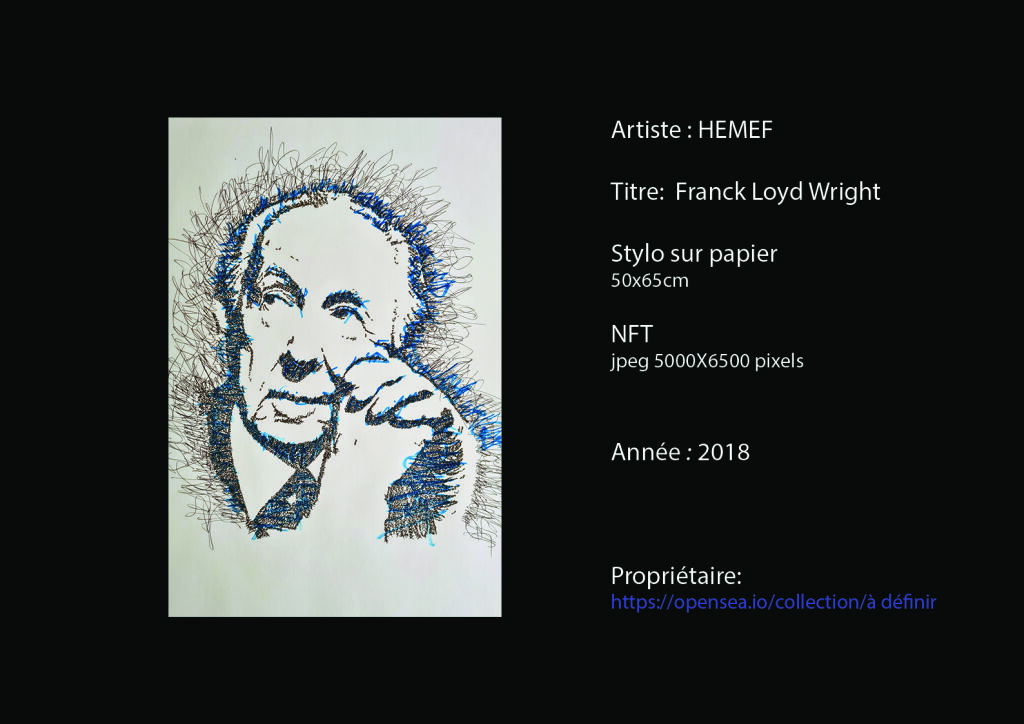 Artiste : HEMEF
Titre: Franck Loyd Wright
Stylo sur papier
50x65cm
NFT
jpeg 5000X6500 pixels
Année : 2018
Propriétaire:
https://opensea.io/collection/à définir